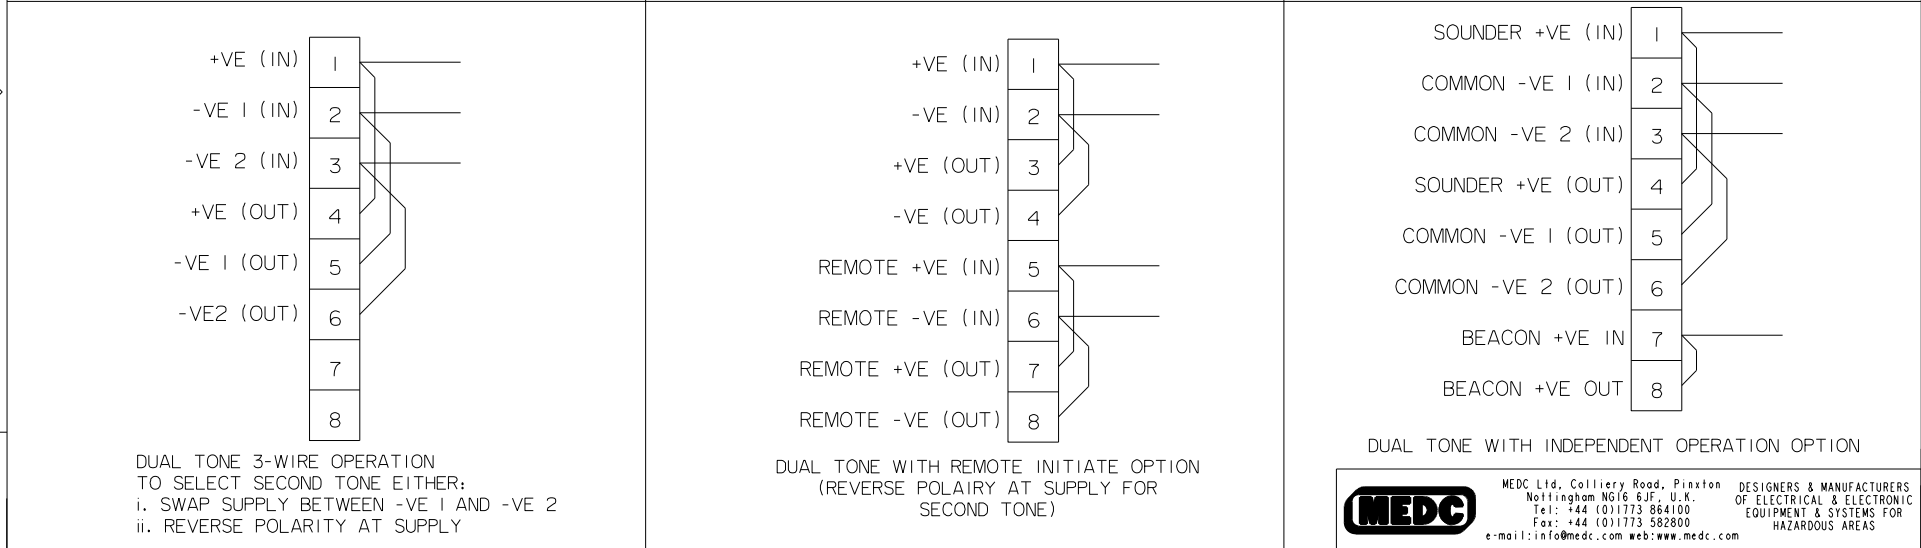 +VE (IN) 1
-VE 1 (IN) 2
-VE 2 (IN) 3
+VE (OUT) 4
-VE 1 (OUT) 5
-VE2 (OUT) 6
7
8
DUAL TONE 3-WIRE OPERATION
TO SELECT SECOND TONE EITHER:
i. SWAP SUPPLY BETWEEN -VE 1 AND -VE 2
ii. REVERSE POLARITY AT SUPPLY
+VE (IN) 1
-VE (IN) 2
+VE (OUT) 3
-VE (OUT) 4
REMOTE +VE (IN) 5
REMOTE -VE (IN) 6
REMOTE +VE (OUT) 7
REMOTE -VE (OUT) 8
DUAL TONE WITH REMOTE INITIATE OPTION
(REVERSE POLAIRY AT SUPPLY FOR
SECOND TONE)
SOUNDER +VE (IN) 1
COMMON -VE 1 (IN) 2
COMMON -VE 2 (IN) 3
SOUNDER +VE (OUT) 4
COMMON -VE 1 (OUT) 5
COMMON -VE 2 (OUT) 6
BEACON +VE IN 7
BEACON +VE OUT 8
DUAL TONE WITH INDEPENDENT OPERATION OPTION
MEDC
MEDC Ltd, Colliery Road, Pinxton
Nottingham NG16 6JF, U.K.
Tel: +44 (0)1773 864100
Fax: +44 (0)1773 582800
e-mail:info@medc.com web:www.medc.com
DESIGNERS & MANUFACTURERS
OF ELECTRICAL & ELECTRONIC
EQUIPMENT & SYSTEMS FOR
HAZARDOUS AREAS